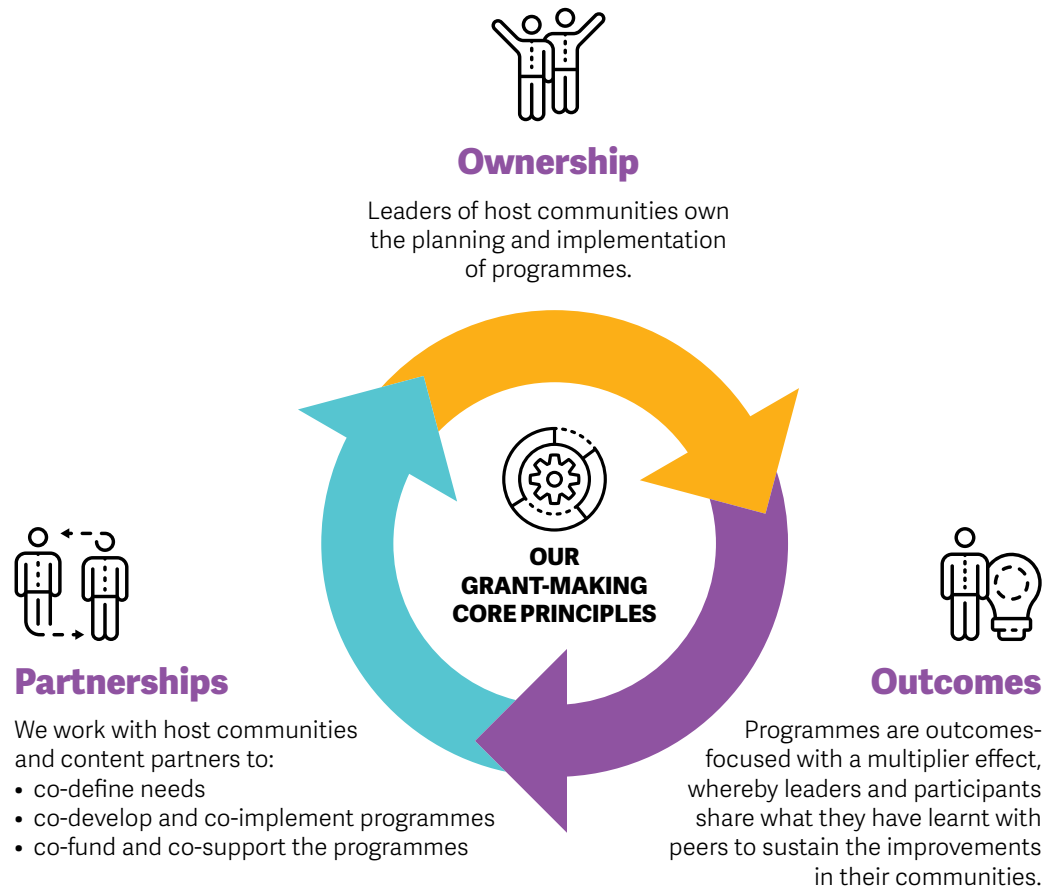 Ownership
Leaders of host communities own
the planning and implementation
of programmes.
OUR
GRANT-MAKING
CORE PRINCIPLES
Partnerships
We work with host communities
and content partners to:
• co-define needs
• co-develop and co-implement programmes
• co-fund and co-support the programmes
Outcomes
Programmes are outcomes-
focused with a multiplier effect,
whereby leaders and participants
share what they have learnt with
peers to sustain the improvements
in their communities.